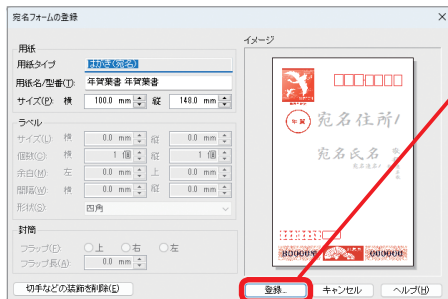 宛名フォームの登録
用紙
用紙タイプ はがき(宛名)
用紙名/型番(T): 年賀葉書 年賀葉書
サイズ(P): 横 100.0 mm 縦 148.0 mm
ラベル
サイズ(L): 横 0.0 mm 縦 0.0 mm
個数(C): 横 1 個 縦 1 個
余白(M): 左 0.0 mm 上 0.0 mm
間隔(W): 横 0.0 mm 縦 0.0 mm
形状(S): 四角
封筒
フラップ(F): 上 右 左
フラップ長(A): 0.0 mm
切手などの装飾を削除(E)
イメージ
年賀
宛名住所1
宛名氏名
登録... キャンセル ヘルプ(H)